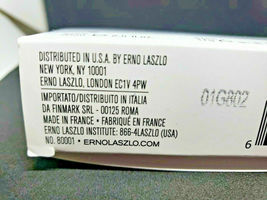 DISTRIBUTED IN U.S.A. BY ERNO LASZLO
NEW YORK, NY 10001
ERNO LASZLO, LONDON EC1V 4PW
IMPORTATO/DISTRIBUITO IN ITALIA
DA FINMARK SRL - 00125 ROMA
MADE IN FRANCE • FABRIQUÉ EN FRANCE
ERNO LASZLO INSTITUTE: 866-4LASZLO (USA)
NO. 80001 • ERNOLASZLO.COM
01G802
6